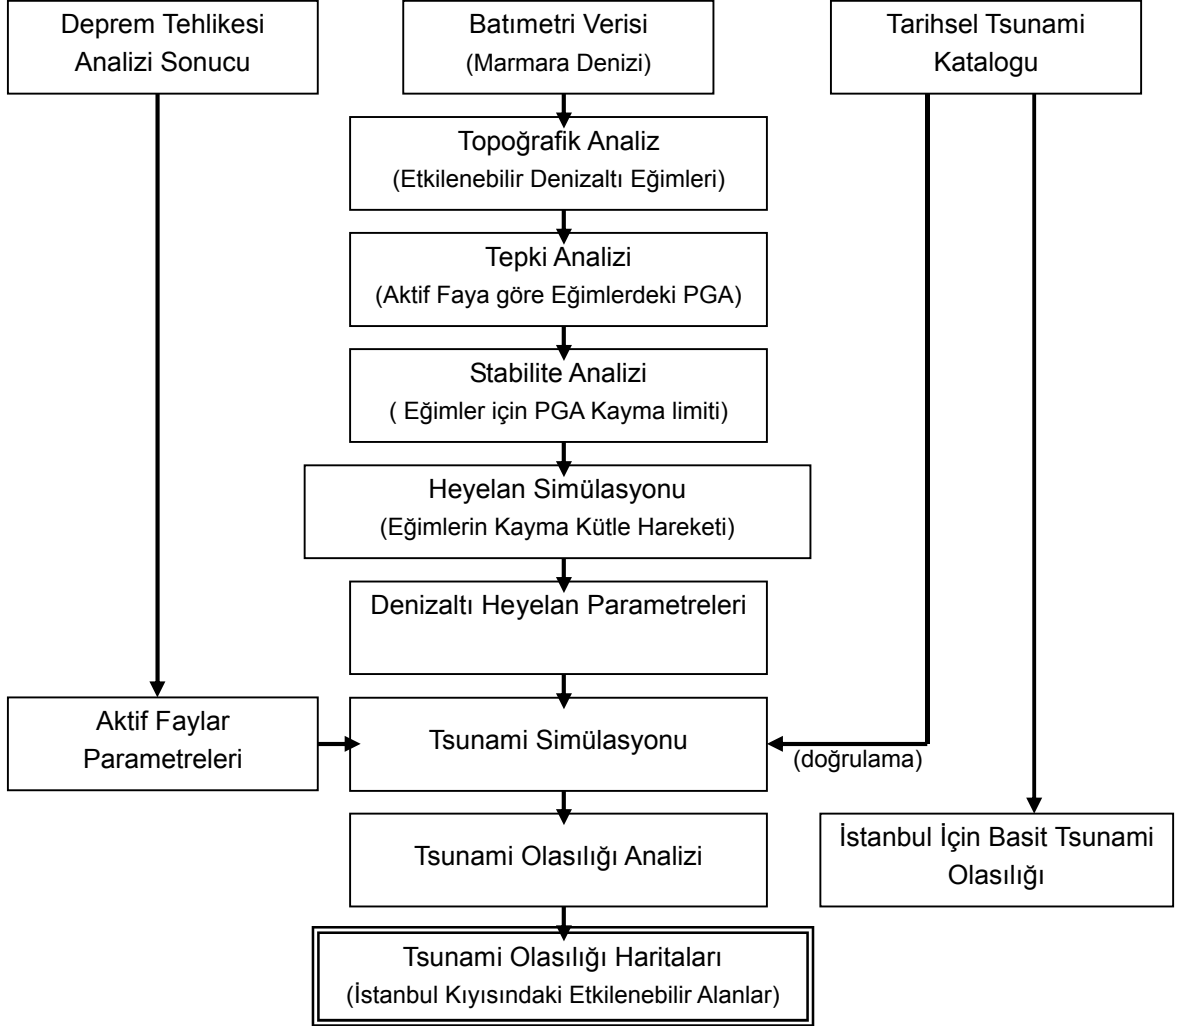 Deprem Tehlikesi
Analizi Sonucu
Batımetri Verisi
(Marmara Denizi)
Tarihsel Tsunami
Katalogu
Topoğrafik Analiz
(Etkilenebilir Denizaltı Eğimleri)
Tepki Analizi
(Aktif Faya göre Eğimlerdeki PGA)
Stabilite Analizi
( Eğimler için PGA Kayma limiti)
Heyelan Simülasyonu
(Eğimlerin Kayma Kütle Hareketi)
Denizaltı Heyelan Parametreleri
Aktif Faylar
Parametreleri
Tsunami Simülasyonu
(doğrulama)
Tsunami Olasılığı Analizi
İstanbul İçin Basit Tsunami
Olasılığı
Tsunami Olasılığı Haritaları
(İstanbul Kıyısındaki Etkilenebilir Alanlar)